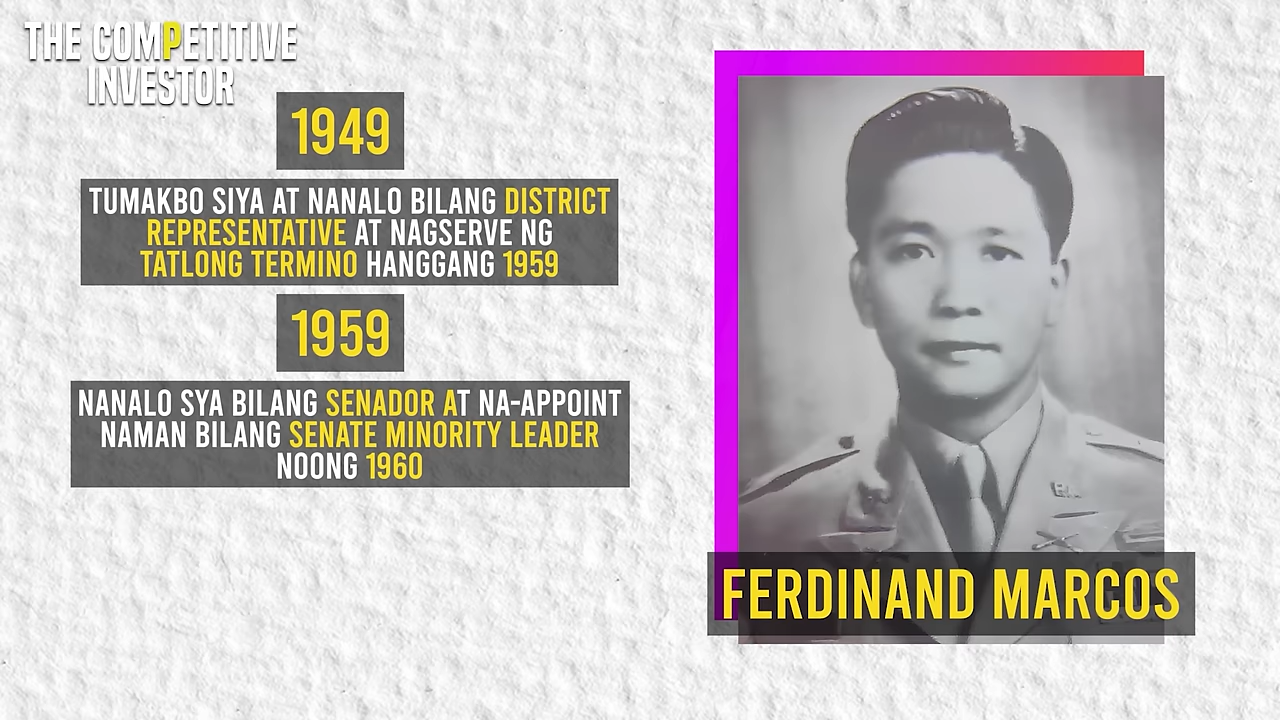 THE COMPETITIVE
INVESTOR
1949
TUMAKBO SIYA AT NANALO BILANG DISTRICT
REPRESENTATIVE AT NAGSERVE NG
TATLONG TERMINO HANGGANG 1959
1959
NANALO SYA BILANG SENADOR AT NA-APPOINT
NAMAN BILANG SENATE MINORITY LEADER
NOONG 1960
FERDINAND MARCOS